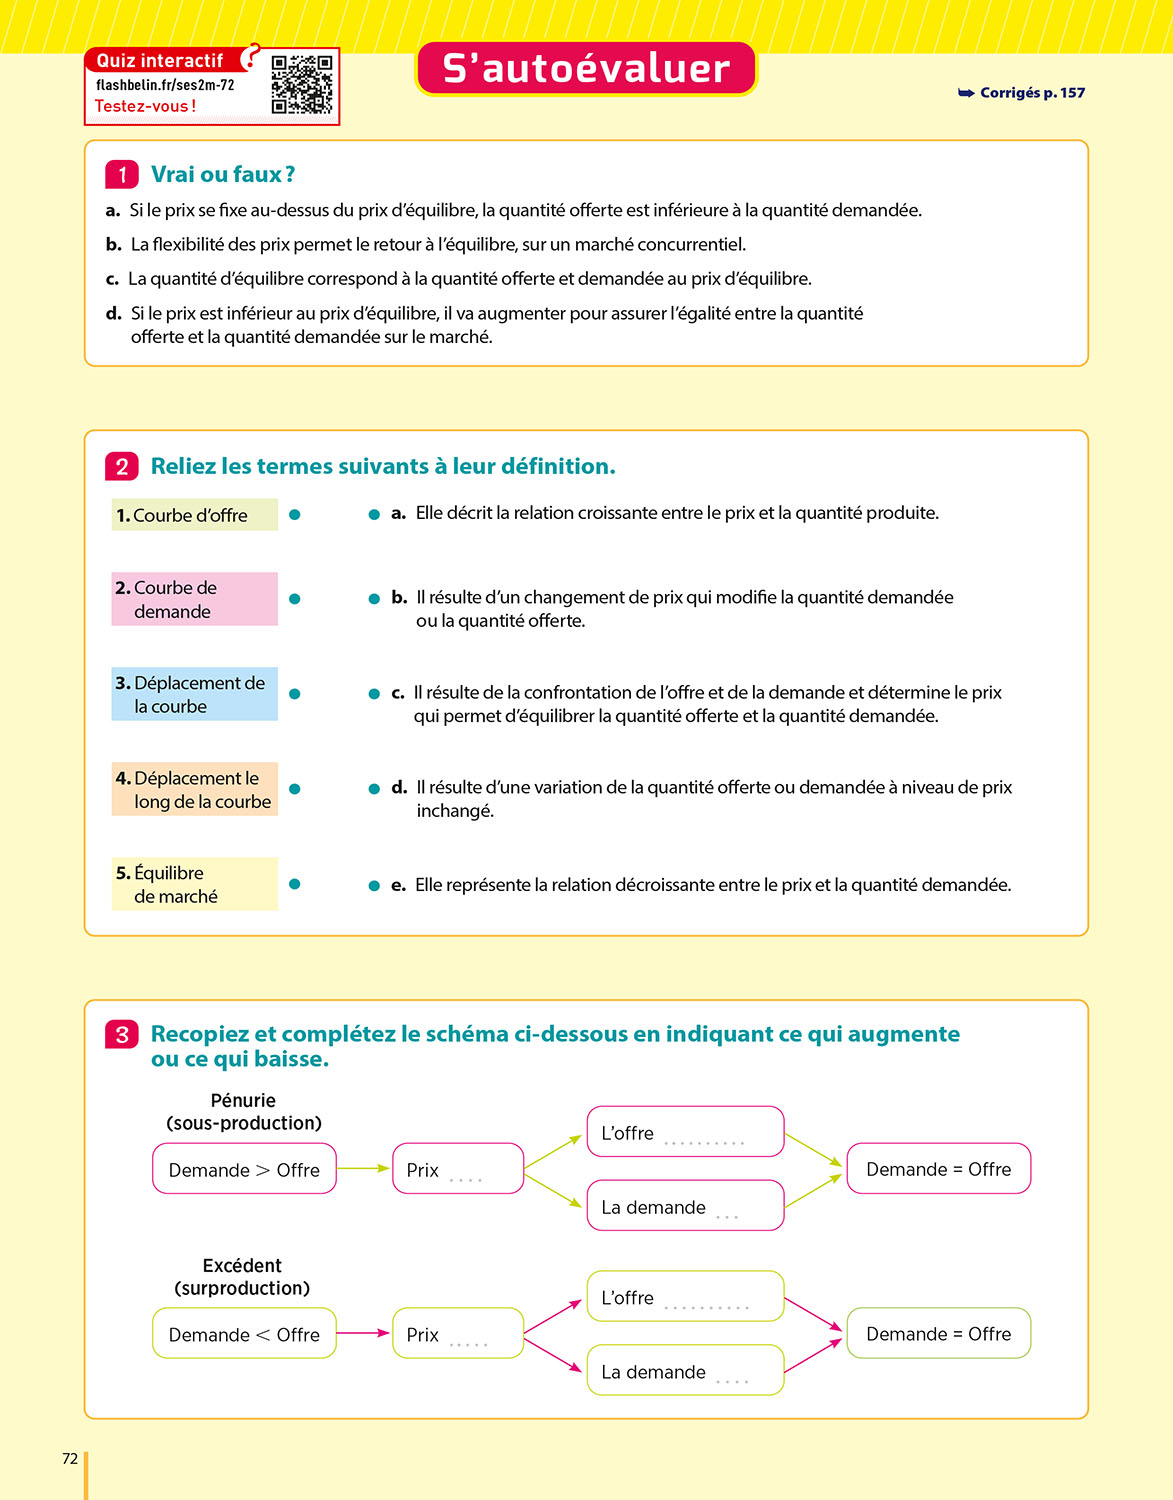 Quiz interactif ?
flashbelin.fr/ses2m-72
Testez-vous !
S’autoévaluer
➥ Corrigés p. 157
1 Vrai ou faux ?
a. Si le prix se fixe au-dessus du prix d’équilibre, la quantité offerte est inférieure à la quantité demandée.
b. La flexibilité des prix permet le retour à l’équilibre, sur un marché concurrentiel.
c. La quantité d’équilibre correspond à la quantité offerte et demandée au prix d’équilibre.
d. Si le prix est inférieur au prix d’équilibre, il va augmenter pour assurer l’égalité entre la quantité
offerte et la quantité demandée sur le marché.
2 Reliez les termes suivants à leur définition.
1. Courbe d’offre
a. Elle décrit la relation croissante entre le prix et la quantité produite.
2. Courbe de
demande
b. Il résulte d’un changement de prix qui modifie la quantité demandée
ou la quantité offerte.
3. Déplacement de
la courbe
c. Il résulte de la confrontation de l’offre et de la demande et détermine le prix
qui permet d’équilibrer la quantité offerte et la quantité demandée.
4. Déplacement le
long de la courbe
d. Il résulte d’une variation de la quantité offerte ou demandée à niveau de prix
inchangé.
5. Équilibre
de marché
e. Elle représente la relation décroissante entre le prix et la quantité demandée.
3 Recopiez et complétez le schéma ci-dessous en indiquant ce qui augmente
ou ce qui baisse.
Pénurie
(sous-production)
Demande > Offre
Prix ....
L’offre ..........
La demande ...
Demande = Offre
Excédent
(surproduction)
Demande < Offre
Prix .....
L’offre ..........
La demande ....
Demande = Offre
72